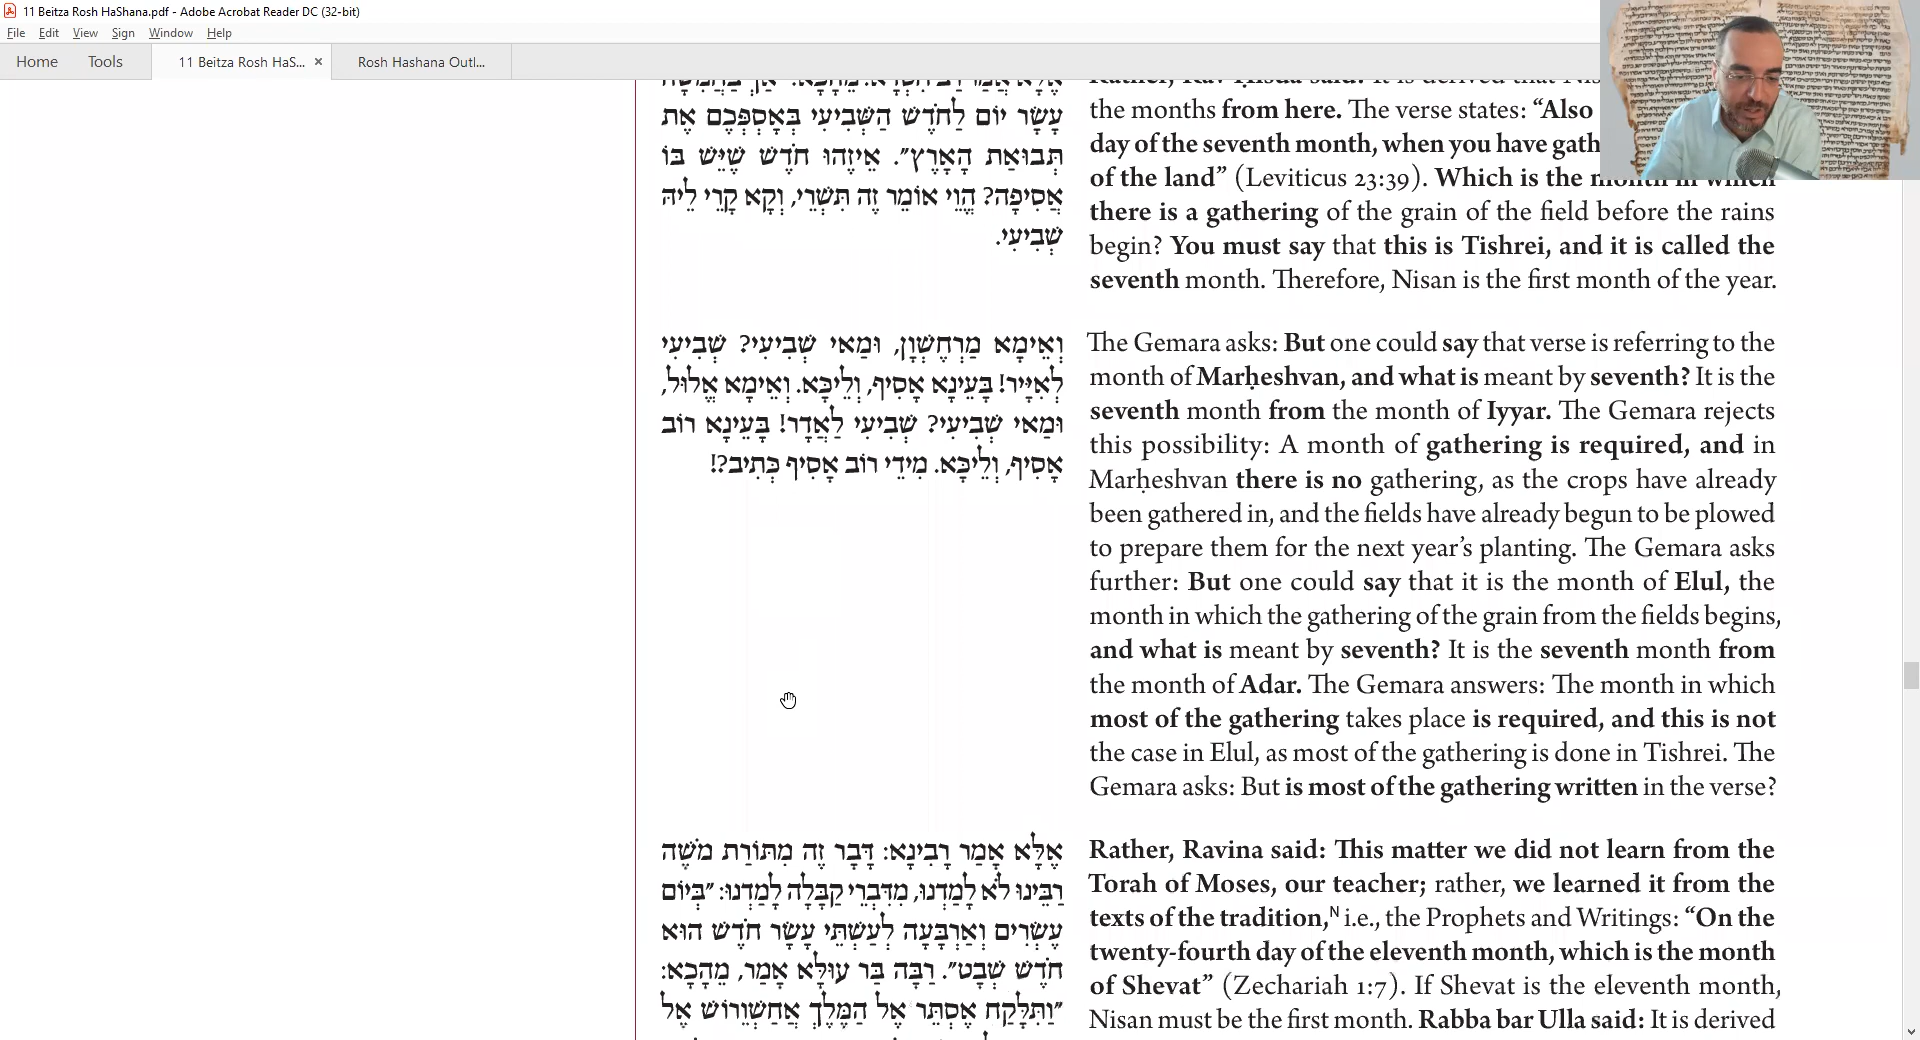 11 Beitza Rosh HaShana.pdf - Adobe Acrobat Reader DC (32-bit)
File Edit View Sign Window Help
Home Tools 11 Beitza Rosh HaS... × Rosh Hashana Outl...
עָשָׂר יוֹם לַחֹדֶשׁ הַשְּׁבִיעִי בְּאׇסְפְּכֶם אֶת
תְּבוּאַת הָאָרֶץ״. אֵיזֶהוּ חֹדֶשׁ שֶׁיֵּשׁ בּוֹ
אֲסִיפָה? הֱוֵי אוֹמֵר זֶה תִּשְׁרֵי, וְקָא קָרֵי לֵיהּ
שְׁבִיעִי.
the months from here. The verse states: “Also
day of the seventh month, when you have gath
of the land” (Leviticus 23:39). Which is the month in which
there is a gathering of the grain of the field before the rains
begin? You must say that this is Tishrei, and it is called the
seventh month. Therefore, Nisan is the first month of the year.
וְאֵימָא מַרְחֶשְׁוָן, וּמַאי שְׁבִיעִי? שְׁבִיעִי
לְאִיָּיר! בָּעֵינָא אָסִיף, וְלֵיכָּא. וְאֵימָא אֱלוּל,
וּמַאי שְׁבִיעִי? שְׁבִיעִי לַאֲדָר! בָּעֵינָא רוֹב
אָסִיף, וְלֵיכָּא. מִידֵי רוֹב אָסִיף כְּתִיב?!
The Gemara asks: But one could say that verse is referring to the
month of Marḥeshvan, and what is meant by seventh? It is the
seventh month from the month of Iyyar. The Gemara rejects
this possibility: A month of gathering is required, and in
Marḥeshvan there is no gathering, as the crops have already
been gathered in, and the fields have already begun to be plowed
to prepare them for the next year’s planting. The Gemara asks
further: But one could say that it is the month of Elul, the
month in which the gathering of the grain from the fields begins,
and what is meant by seventh? It is the seventh month from
the month of Adar. The Gemara answers: The month in which
most of the gathering takes place is required, and this is not
the case in Elul, as most of the gathering is done in Tishrei. The
Gemara asks: But is most of the gathering written in the verse?
אֶלָּא אָמַר רָבִינָא: דָּבָר זֶה מִתּוֹרַת מֹשֶׁה
רַבֵּינוּ לֹא לָמַדְנוּ, מִדִּבְרֵי קַבָּלָה לָמַדְנוּ: ״בְּיוֹם
עֶשְׂרִים וְאַרְבָּעָה לְעַשְׁתֵּי עָשָׂר חֹדֶשׁ הוּא
חֹדֶשׁ שְׁבָט״. רַבָּה בַּר עוּלָּא אָמַר, מֵהָכָא:
״וַתִּלָּקַח אֶסְתֵּר אֶל הַמֶּלֶךְ אֲחַשְׁוֵרוֹשׁ אֶל
Rather, Ravina said: This matter we did not learn from the
Torah of Moses, our teacher; rather, we learned it from the
texts of the tradition,ᴺ i.e., the Prophets and Writings: “On the
twenty-fourth day of the eleventh month, which is the month
of Shevat” (Zechariah 1:7). If Shevat is the eleventh month,
Nisan must be the first month. Rabba bar Ulla said: It is derived